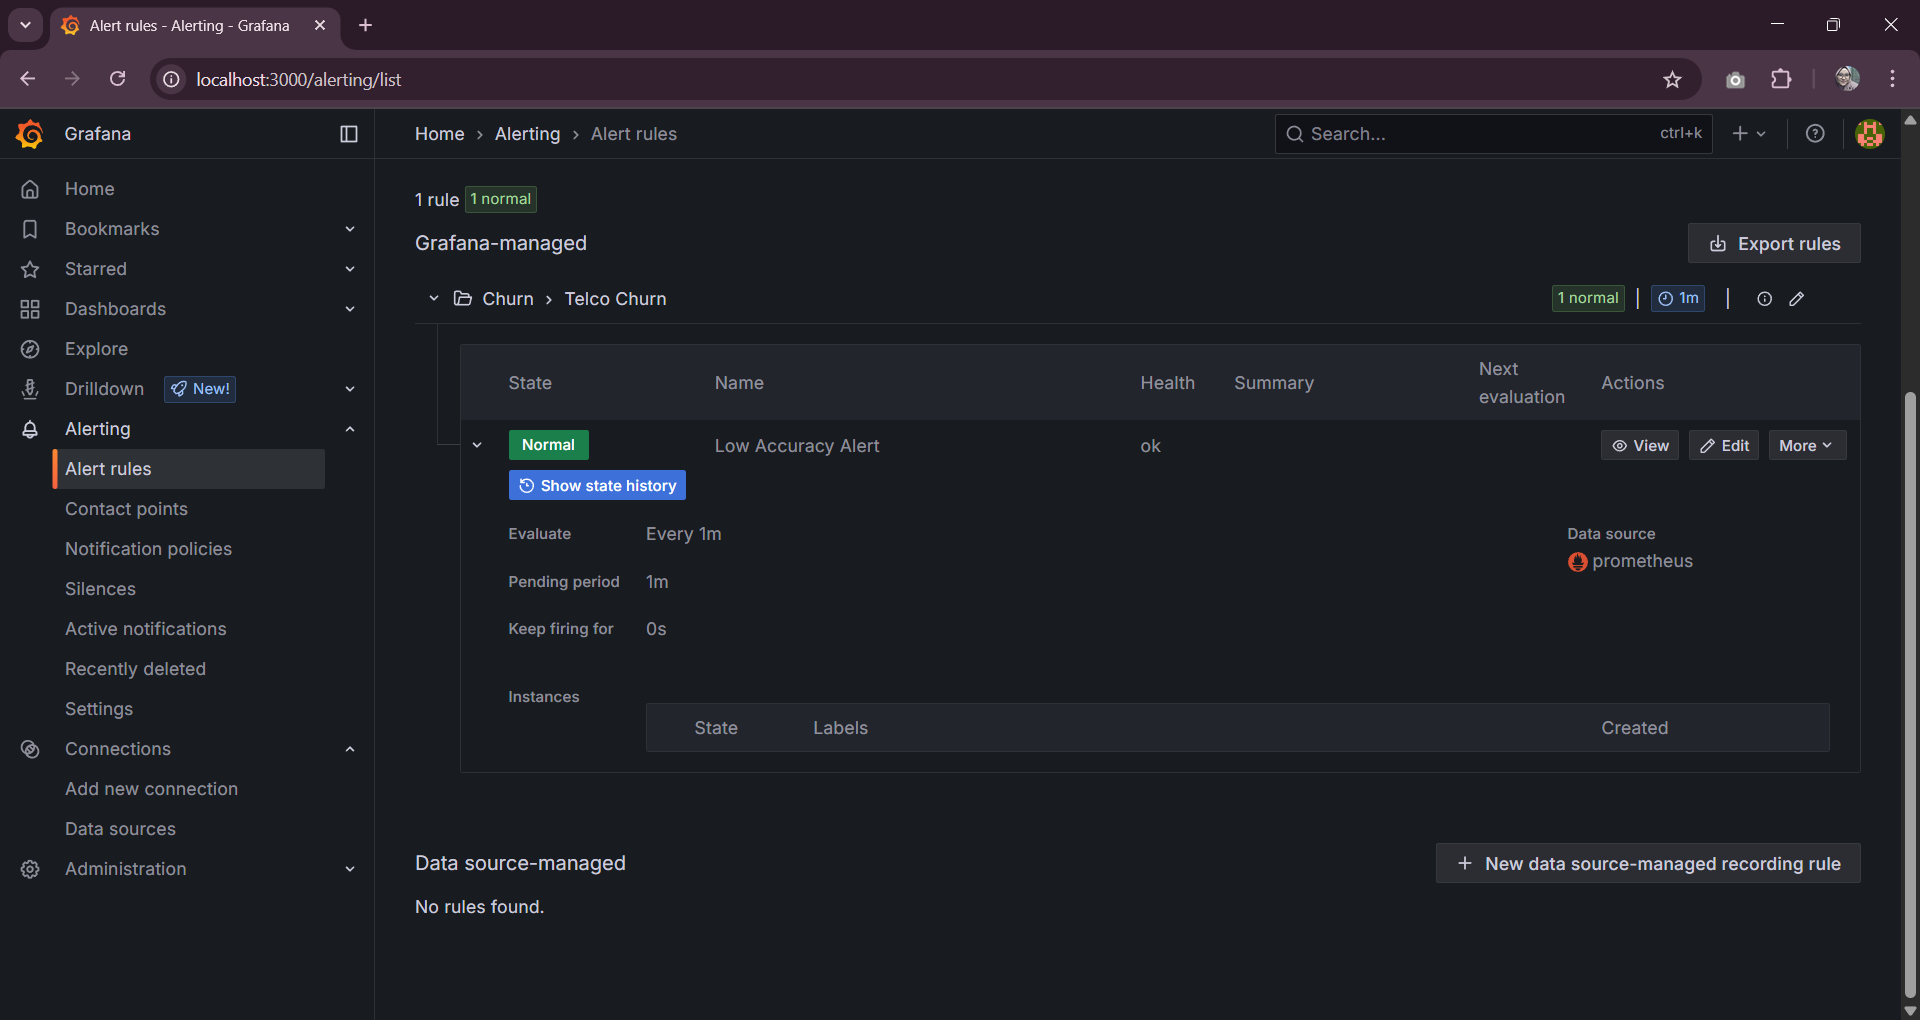 Alert rules - Alerting - Grafana
localhost:3000/alerting/list
Grafana
Home › Alerting › Alert rules
Search... ctrl+k
Home
Bookmarks
Starred
Dashboards
Explore
Drilldown New!
Alerting
Alert rules
Contact points
Notification policies
Silences
Active notifications
Recently deleted
Settings
Connections
Add new connection
Data sources
Administration
1 rule 1 normal
Grafana-managed
Export rules
Churn › Telco Churn
1 normal | 1m |
State Name Health Summary Next evaluation Actions
Normal Low Accuracy Alert ok View Edit More
Show state history
Evaluate Every 1m
Data source
prometheus
Pending period 1m
Keep firing for 0s
Instances
State Labels Created
Data source-managed
+ New data source-managed recording rule
No rules found.